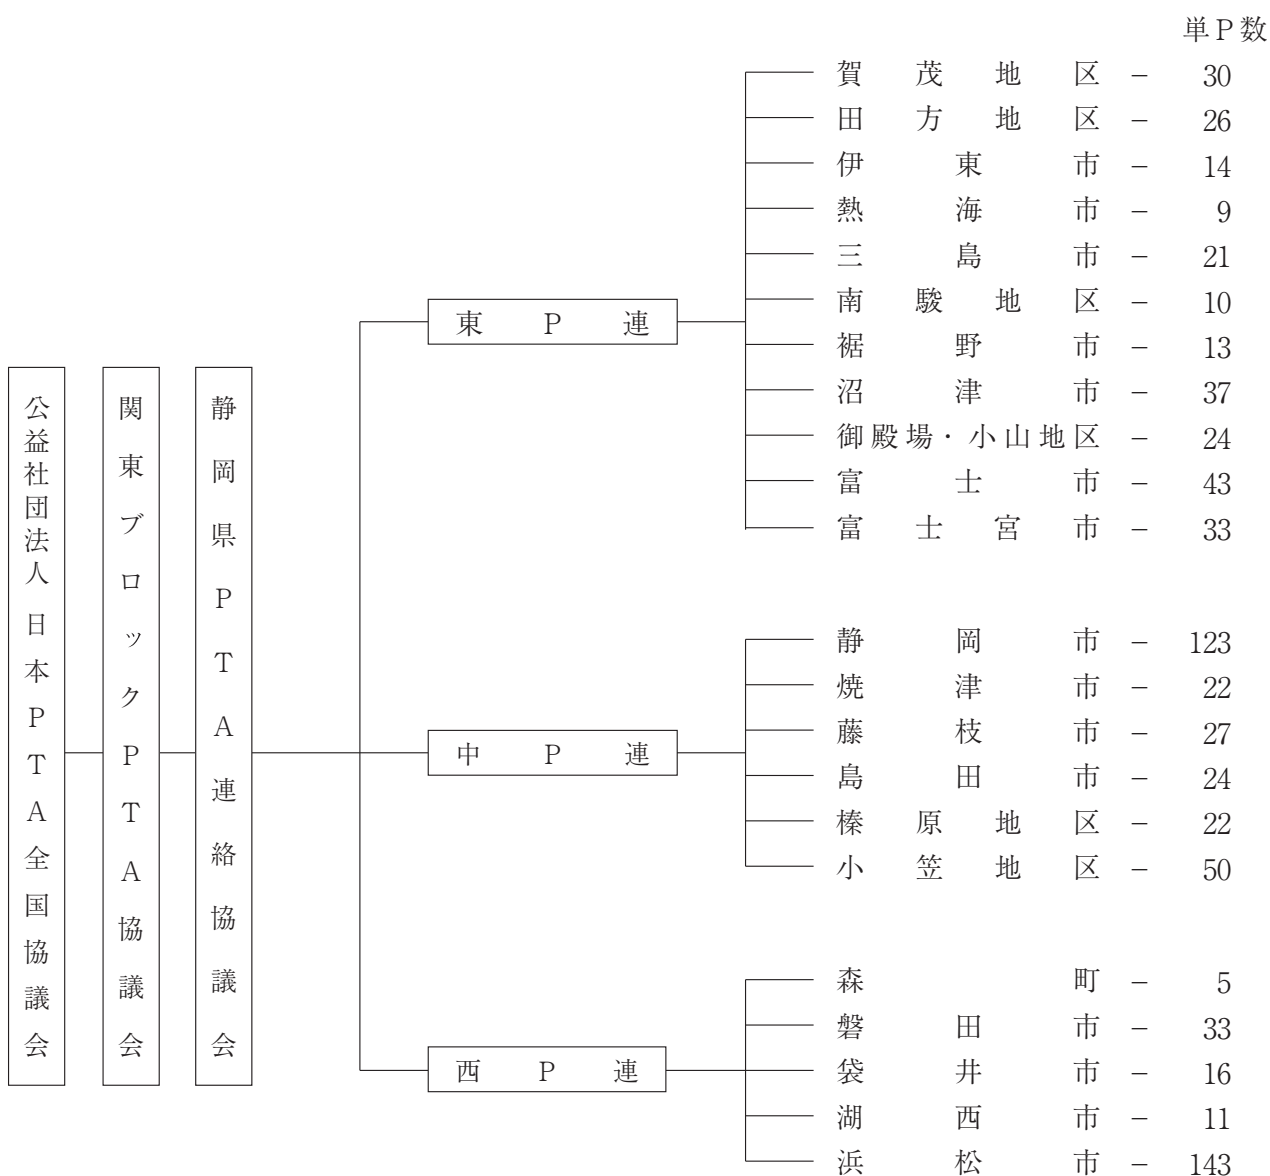 単P数
公益社団法人日本PTA全国協議会
関東ブロックPTA協議会
静岡県PTA連絡協議会
東P連
賀茂地区 − 30
田方地区 − 26
伊東市 − 14
熱海市 − 9
三島市 − 21
南駿地区 − 10
裾野市 − 13
沼津市 − 37
御殿場・小山地区 − 24
富士市 − 43
富士宮市 − 33
中P連
静岡市 − 123
焼津市 − 22
藤枝市 − 27
島田市 − 24
榛原地区 − 22
小笠地区 − 50
西P連
森町 − 5
磐田市 − 33
袋井市 − 16
湖西市 − 11
浜松市 − 143